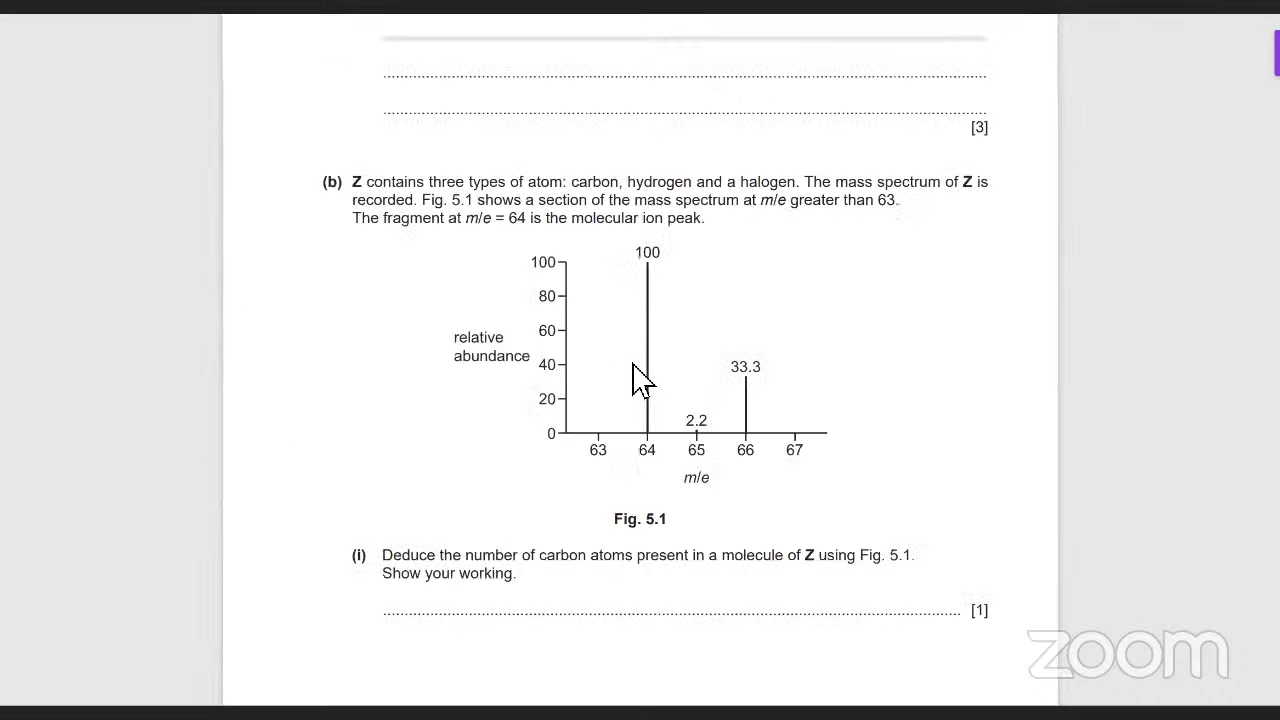 [3]
(b) Z contains three types of atom: carbon, hydrogen and a halogen. The mass spectrum of Z is
recorded. Fig. 5.1 shows a section of the mass spectrum at m/e greater than 63.
The fragment at m/e = 64 is the molecular ion peak.
100
100
80
60
relative
abundance
40
33.3
20
2.2
0
63 64 65 66 67
m/e
Fig. 5.1
(i) Deduce the number of carbon atoms present in a molecule of Z using Fig. 5.1.
Show your working.
[1]
zoom